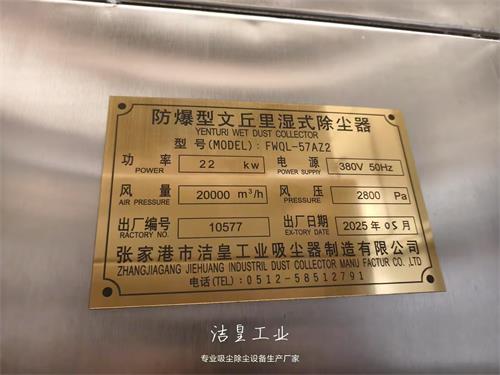 防爆型文丘里湿式除尘器
YENTURI WET DUST COLLECTOR
型 号(MODEL): FWQL-57AZ2
功 率 22 kw 电 源 380V 50Hz
POWER POWER SUPPIY
风 量 20000 m³/h 风 压 2800 Pa
AIR PRESSURE PRESSURE
出厂编号 10577 出厂日期 2025 年 05 月
RACTORY NO. EX-TORY DATE
张家港市洁皇工业吸尘器制造有限公司
ZHANGJIAGANG JIEHUANG INDUSTRIL DUST COLLECTOR MANU FACTUR CO.,LTD
电话(TEL): 0512-58512791
洁皇工业
专业吸尘除尘设备生产厂家